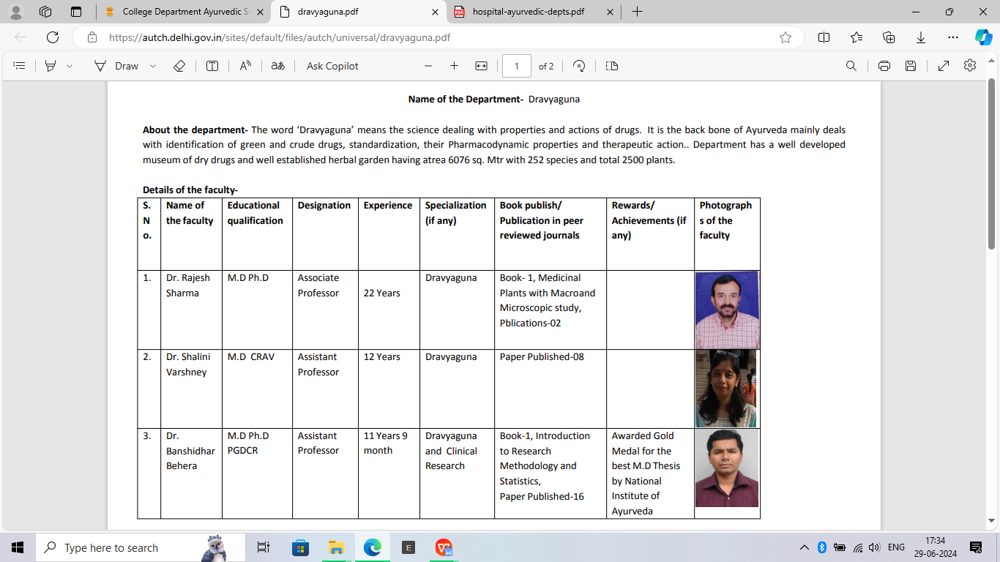 College Department Ayurvedic Se
dravyaguna.pdf
hospital-ayurvedic-depts.pdf
https://autch.delhi.gov.in/sites/default/files/autch/universal/dravyaguna.pdf
Draw
Ask Copilot
1 of 2
Name of the Department- Dravyaguna
About the department- The word ‘Dravyaguna’ means the science dealing with properties and actions of drugs. It is the back bone of Ayurveda mainly deals
with identification of green and crude drugs, standardization, their Pharmacodynamic properties and therapeutic action.. Department has a well developed
museum of dry drugs and well established herbal garden having atrea 6076 sq. Mtr with 252 species and total 2500 plants.
Details of the faculty-
S.
N
o.
Name of
the faculty
Educational
qualification
Designation
Experience
Specialization
(if any)
Book publish/
Publication in peer
reviewed journals
Rewards/
Achievements (if
any)
Photograph
s of the
faculty
1.
Dr. Rajesh
Sharma
M.D Ph.D
Associate
Professor
22 Years
Dravyaguna
Book- 1, Medicinal
Plants with Macroand
Microscopic study,
Pblications-02
2.
Dr. Shalini
Varshney
M.D CRAV
Assistant
Professor
12 Years
Dravyaguna
Paper Published-08
3.
Dr.
Banshidhar
Behera
M.D Ph.D
PGDCR
Assistant
Professor
11 Years 9
month
Dravyaguna
and Clinical
Research
Book-1, Introduction
to Research
Methodology and
Statistics,
Paper Published-16
Awarded Gold
Medal for the
best M.D Thesis
by National
Institute of
Ayurveda
Type here to search
ENG
17:34
29-06-2024